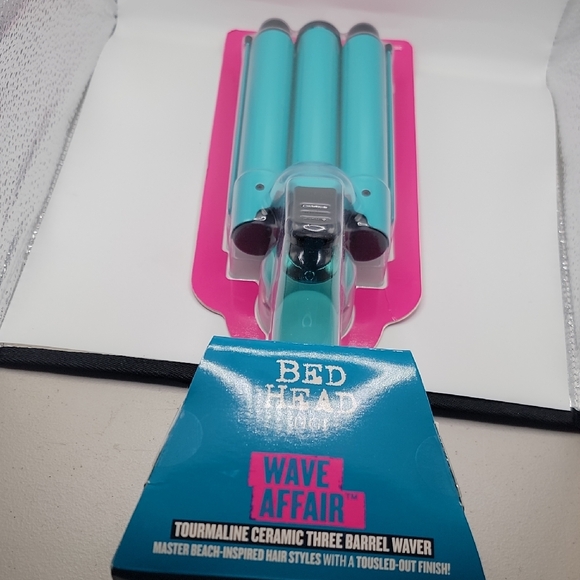 BED
HEAD
TIGI
WAVE
AFFAIR™
TOURMALINE CERAMIC THREE BARREL WAVER
MASTER BEACH-INSPIRED HAIR STYLES WITH A TOUSLED-OUT FINISH!